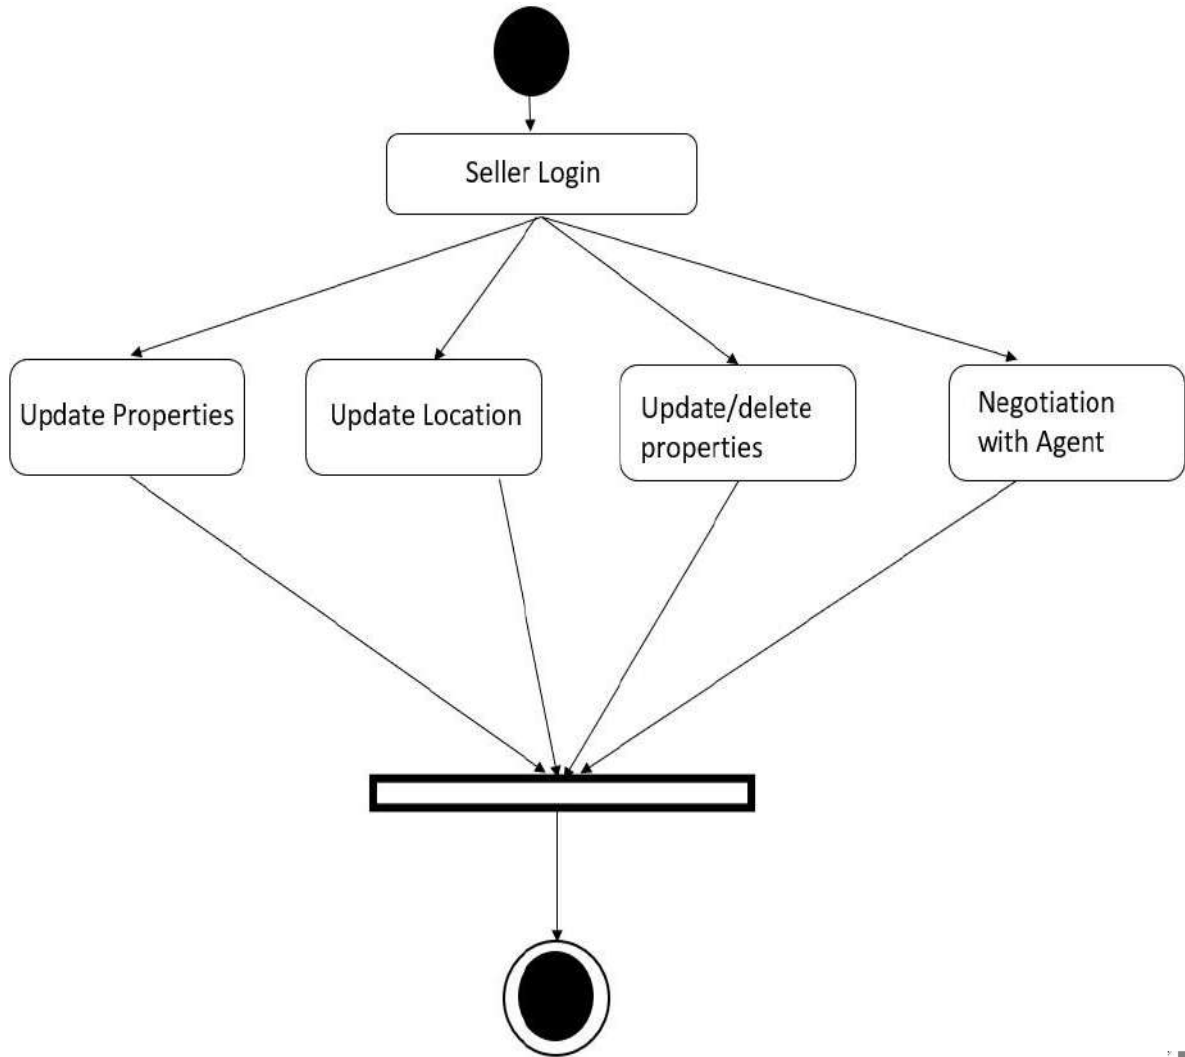 Seller Login
Update Properties
Update Location
Update/delete
properties
Negotiation
with Agent